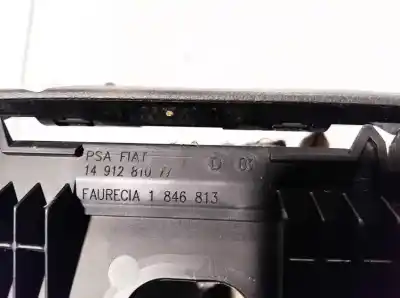 PSA FIAT
14 912 810 77
FAURECIA 1 846 813